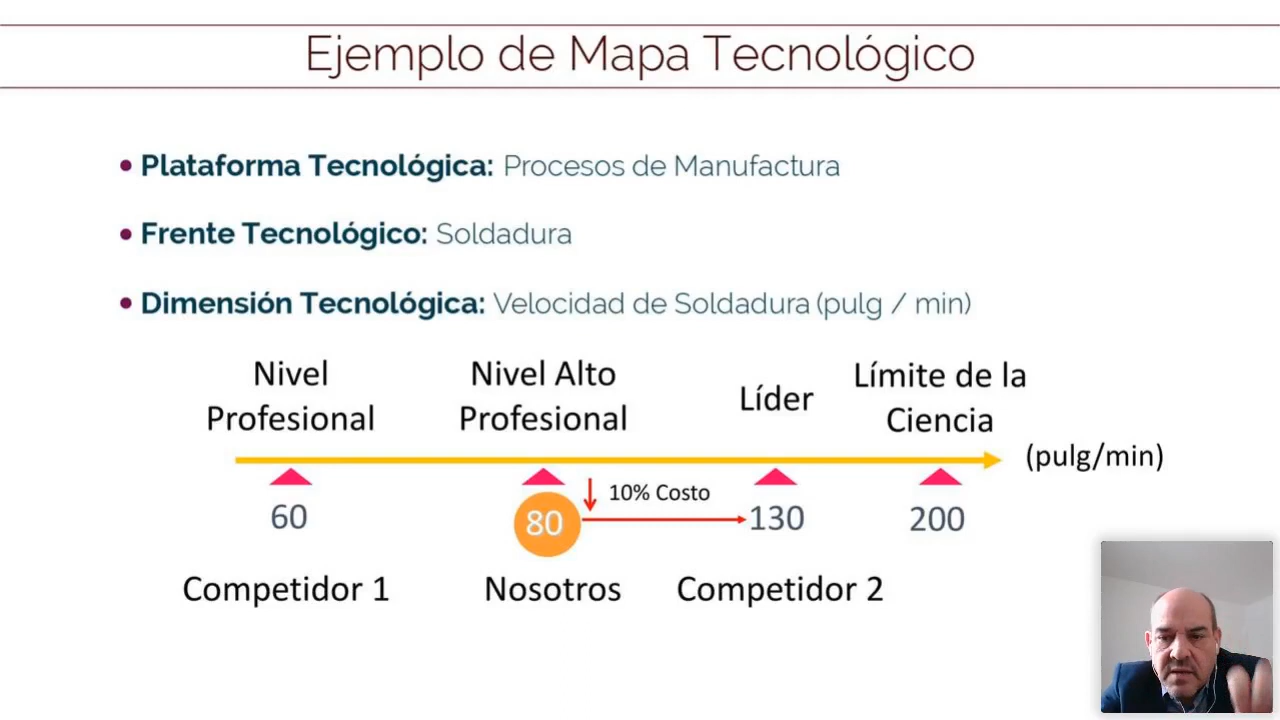 Ejemplo de Mapa Tecnológico
• Plataforma Tecnológica: Procesos de Manufactura
• Frente Tecnológico: Soldadura
• Dimensión Tecnológica: Velocidad de Soldadura (pulg / min)
Nivel
Profesional
Nivel Alto
Profesional
Líder
Límite de la
Ciencia
(pulg/min)
10% Costo
60
80
130
200
Competidor 1
Nosotros
Competidor 2